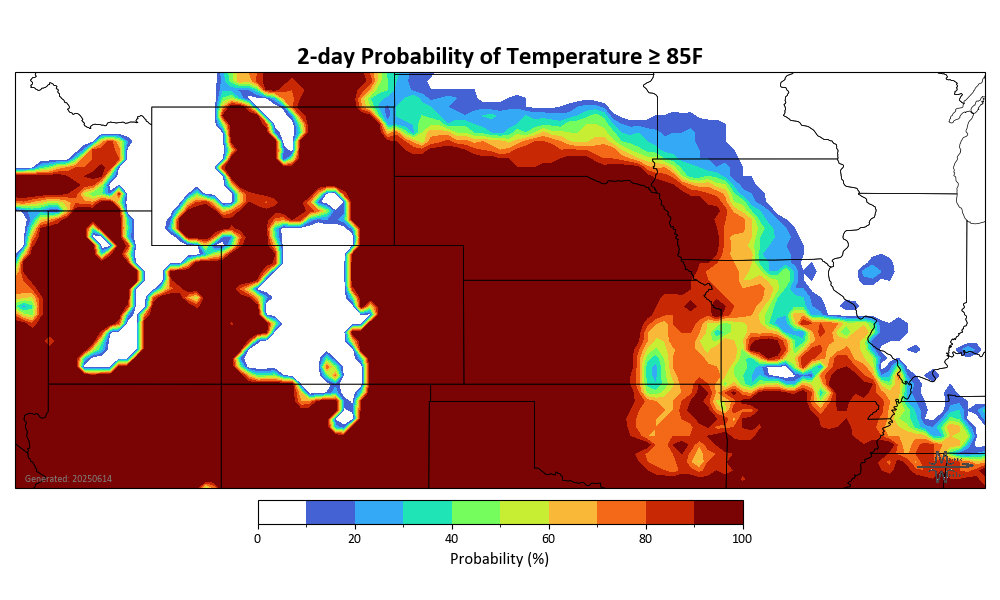 2-day Probability of Temperature ≥ 85F
Generated: 20250614
0 20 40 60 80 100
Probability (%)